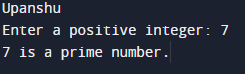 Upanshu
Enter a positive integer: 7
7 is a prime number.